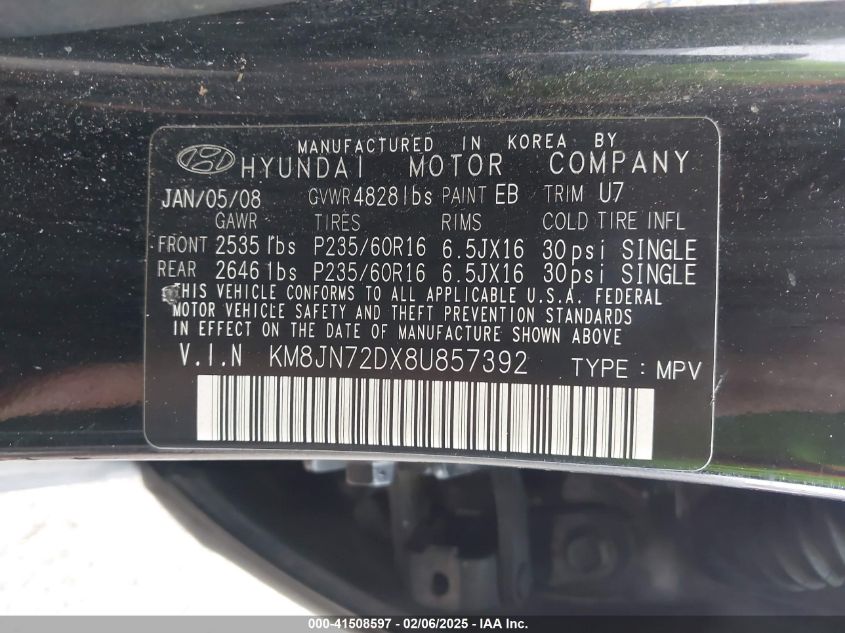 MANUFACTURED IN KOREA BY
HYUNDAI MOTOR COMPANY
JAN/05/08 GVWR 4828 lbs PAINT EB TRIM U7
GAWR TIRES RIMS COLD TIRE INFL
FRONT 2535 lbs P235/60R16 6.5JX16 30psi SINGLE
REAR 2646 lbs P235/60R16 6.5JX16 30psi SINGLE
THIS VEHICLE CONFORMS TO ALL APPLICABLE U.S.A. FEDERAL
MOTOR VEHICLE SAFETY AND THEFT PREVENTION STANDARDS
IN EFFECT ON THE DATE OF MANUFACTURE SHOWN ABOVE
V.I.N KM8JN72DX8U857392 TYPE : MPV
000-41508597 - 02/06/2025 - IAAI Inc.